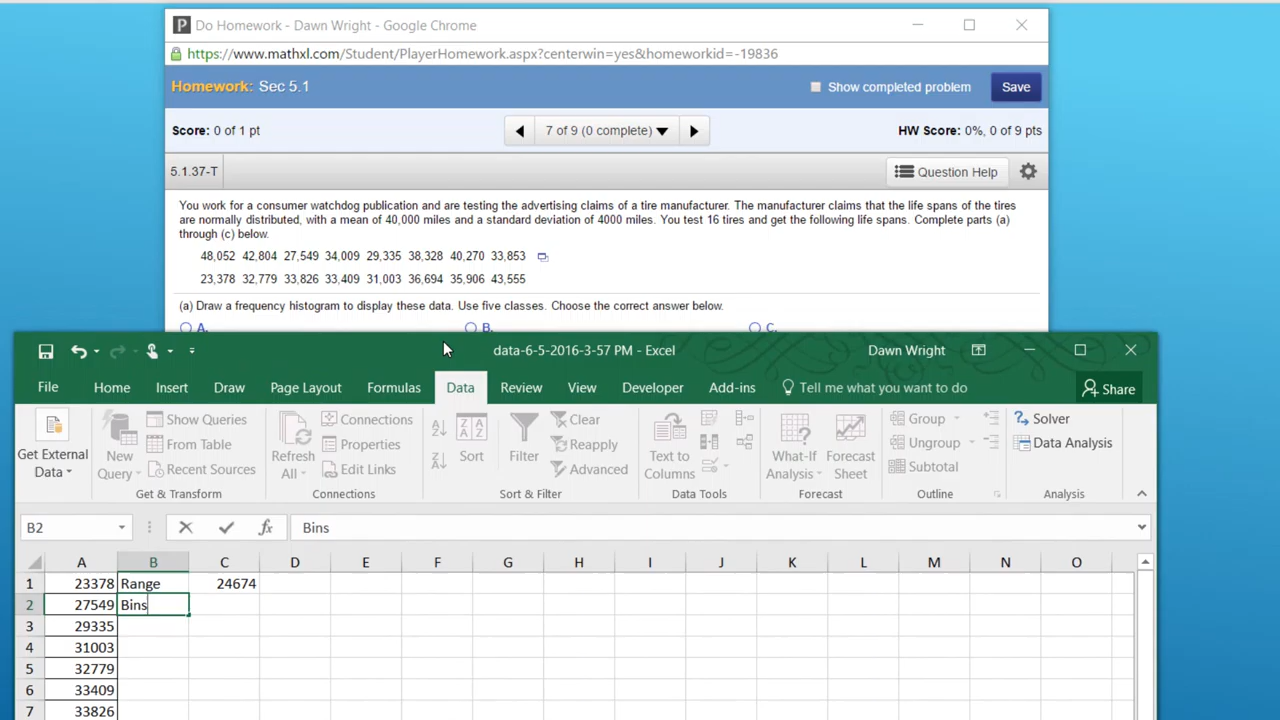 Do Homework - Dawn Wright - Google Chrome
https://www.mathxl.com/Student/PlayerHomework.aspx?centerwin=yes&homeworkid=-19836
Homework: Sec 5.1
Show completed problem
Save
Score: 0 of 1 pt
7 of 9 (0 complete)
HW Score: 0%, 0 of 9 pts
5.1.37-T
Question Help
You work for a consumer watchdog publication and are testing the advertising claims of a tire manufacturer. The manufacturer claims that the life spans of the tires
are normally distributed, with a mean of 40,000 miles and a standard deviation of 4000 miles. You test 16 tires and get the following life spans. Complete parts (a)
through (c) below.
48,052 42,804 27,549 34,009 29,335 38,328 40,270 33,853
23,378 32,779 33,826 33,409 31,003 36,694 35,906 43,555
(a) Draw a frequency histogram to display these data. Use five classes. Choose the correct answer below.
A. B. C.
data-6-5-2016-3-57 PM - Excel
Dawn Wright
File Home Insert Draw Page Layout Formulas Data Review View Developer Add-ins Tell me what you want to do Share
Get External Data
New Query
Show Queries
From Table
Recent Sources
Get & Transform
Refresh All
Connections
Properties
Edit Links
Connections
Sort
Filter
Clear
Reapply
Advanced
Sort & Filter
Text to Columns
Data Tools
What-If Analysis
Forecast Sheet
Forecast
Group
Ungroup
Subtotal
Outline
Solver
Data Analysis
Analysis
B2
fx
Bins
A B C D E F G H I J K L M N O
1 23378 Range 24674
2 27549 Bins
3 29335
4 31003
5 32779
6 33409
7 33826